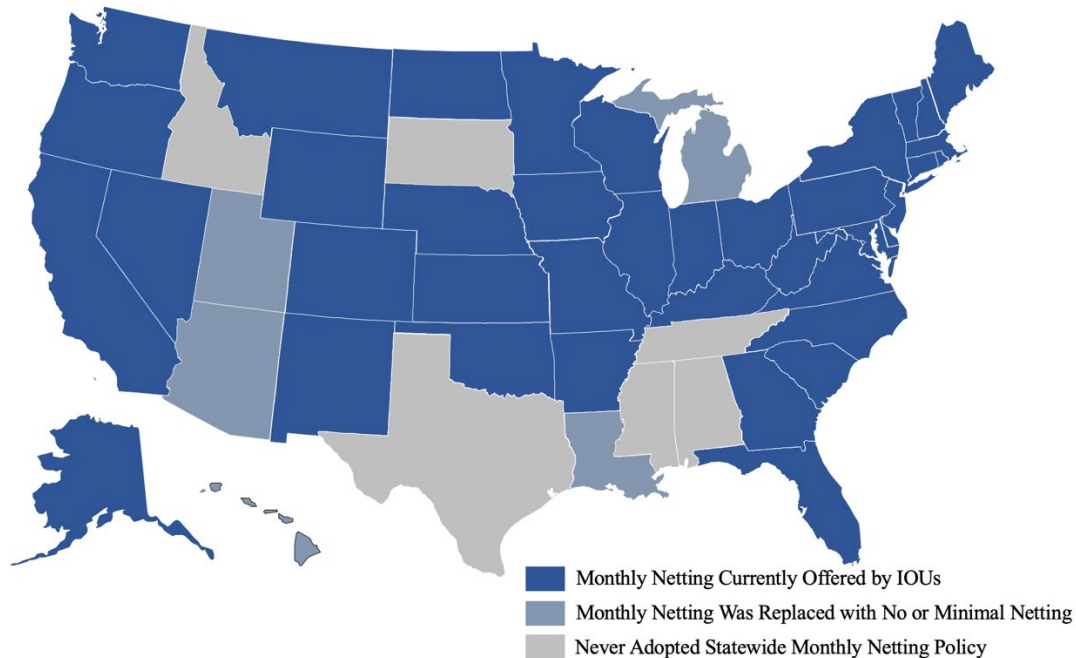 Monthly Netting Currently Offered by IOUs
Monthly Netting Was Replaced with No or Minimal Netting
Never Adopted Statewide Monthly Netting Policy